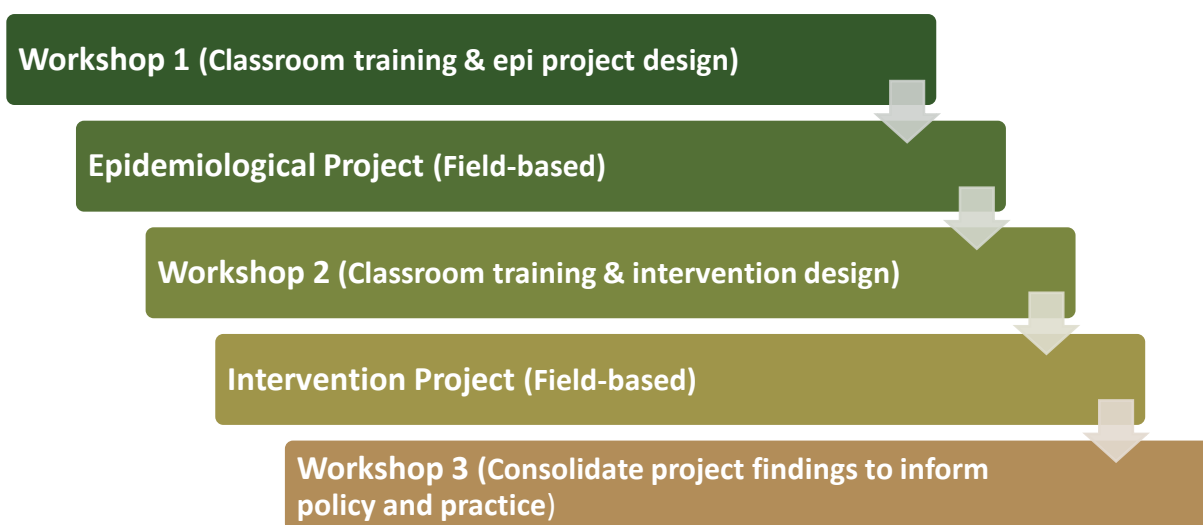 Workshop 1 (Classroom training & epi project design)
Epidemiological Project (Field-based)
Workshop 2 (Classroom training & intervention design)
Intervention Project (Field-based)
Workshop 3 (Consolidate project findings to inform
policy and practice)